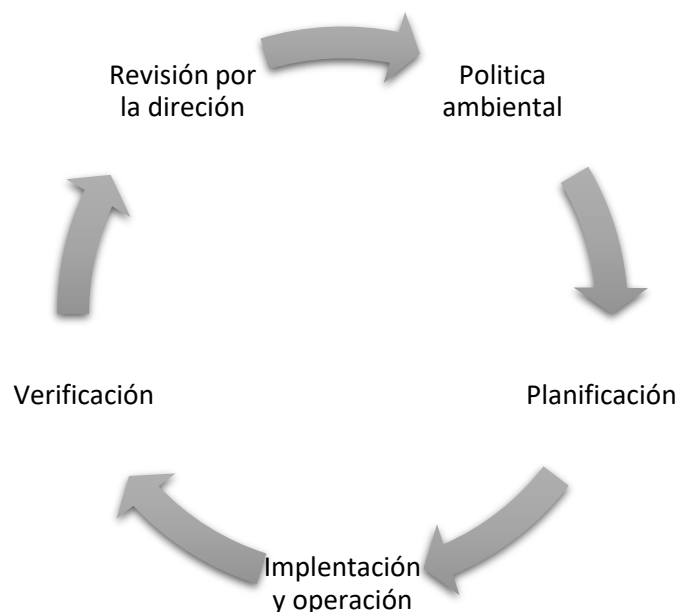 Revisión por
la direción
Politica
ambiental
Planificación
Implentación
y operación
Verificación